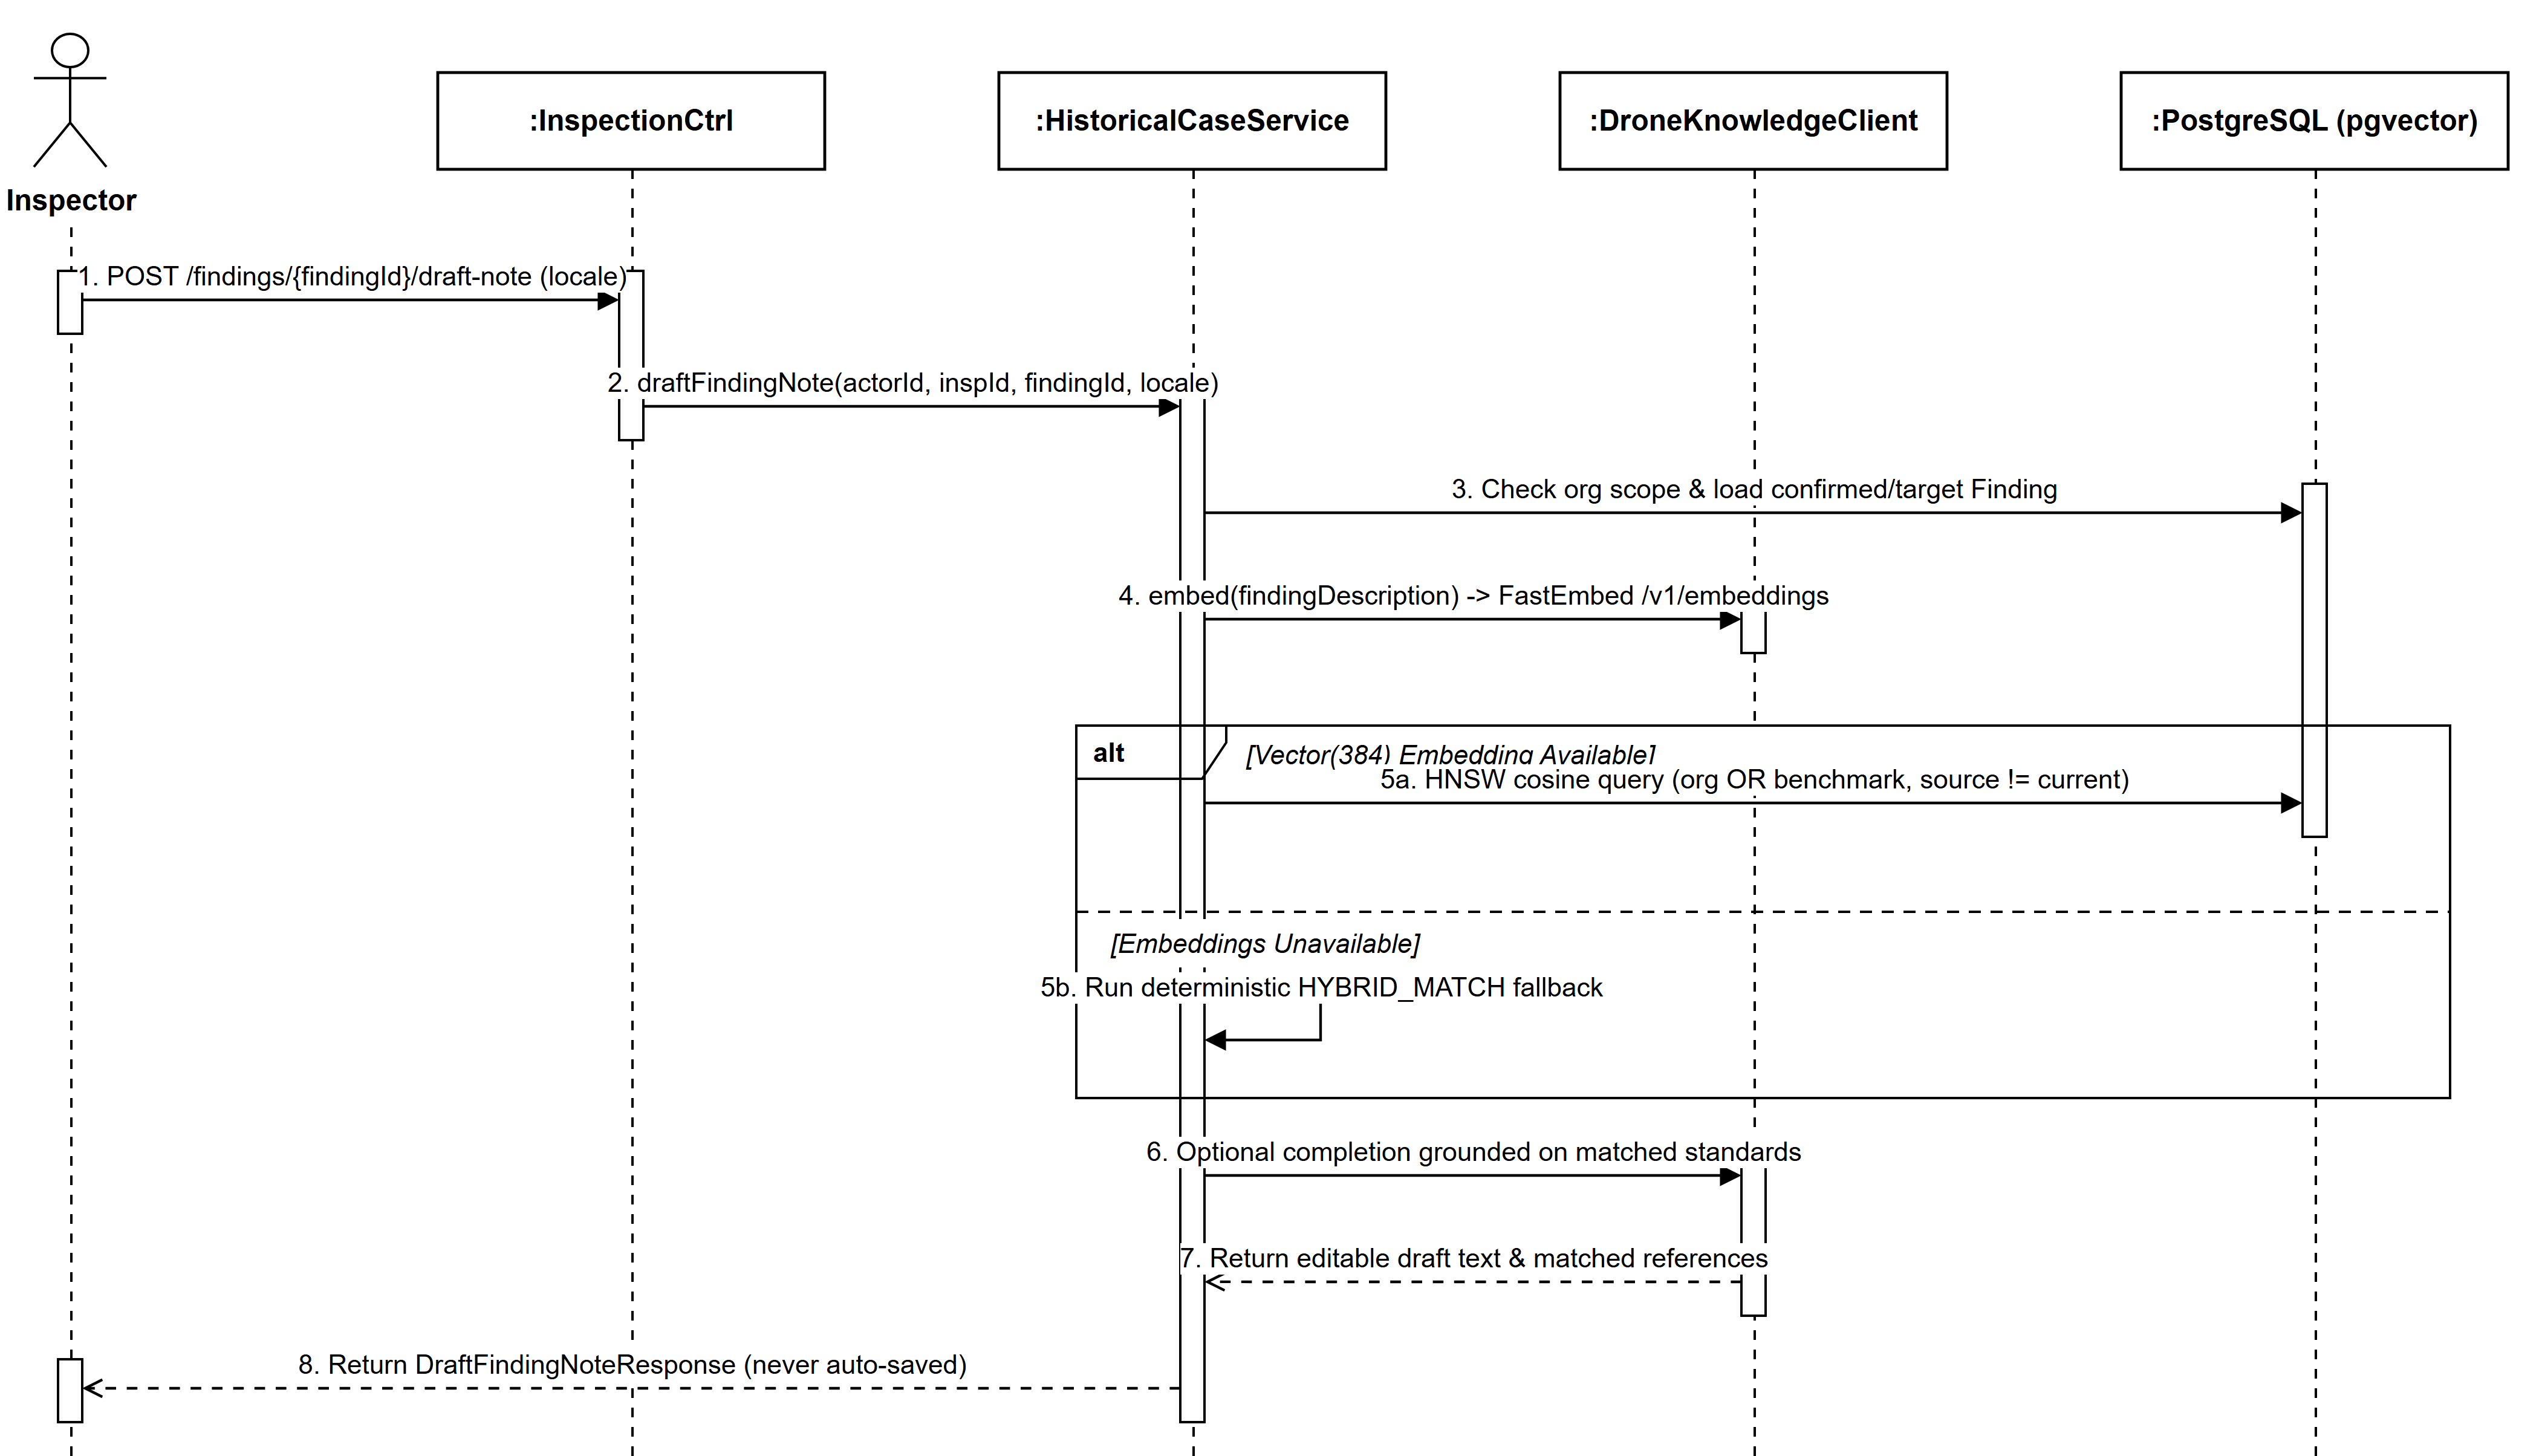 Inspector
:InspectionCtrl
:HistoricalCaseService
:DroneKnowledgeClient
:PostgreSQL (pgvector)
1. POST /findings/{findingId}/draft-note (locale)
2. draftFindingNote(actorId, inspId, findingId, locale)
3. Check org scope & load confirmed/target Finding
4. embed(findingDescription) -> FastEmbed /v1/embeddings
alt
[Vector(384) Embedding Available]
5a. HNSW cosine query (org OR benchmark, source != current)
[Embeddings Unavailable]
5b. Run deterministic HYBRID_MATCH fallback
6. Optional completion grounded on matched standards
7. Return editable draft text & matched references
8. Return DraftFindingNoteResponse (never auto-saved)